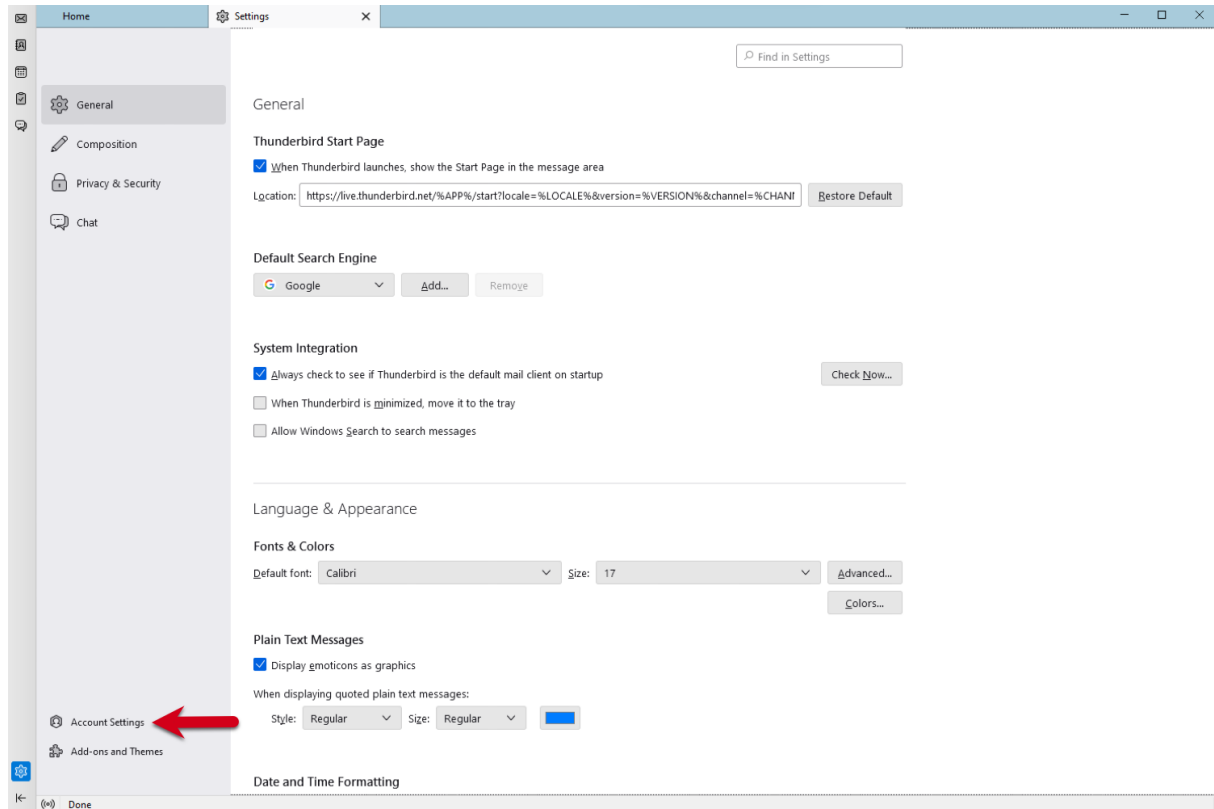 Home
Settings
Find in Settings
General
Composition
Privacy & Security
Chat
General
Thunderbird Start Page
When Thunderbird launches, show the Start Page in the message area
Location: https://live.thunderbird.net/%APP%/start?locale=%LOCALE%&version=%VERSION%&channel=%CHANI Restore Default
Default Search Engine
Google Add... Remove
System Integration
Always check to see if Thunderbird is the default mail client on startup Check Now...
When Thunderbird is minimized, move it to the tray
Allow Windows Search to search messages
Language & Appearance
Fonts & Colors
Default font: Calibri Size: 17 Advanced...
Colors...
Plain Text Messages
Display emoticons as graphics
When displaying quoted plain text messages:
Style: Regular Size: Regular
Date and Time Formatting
Account Settings
Add-ons and Themes
Done